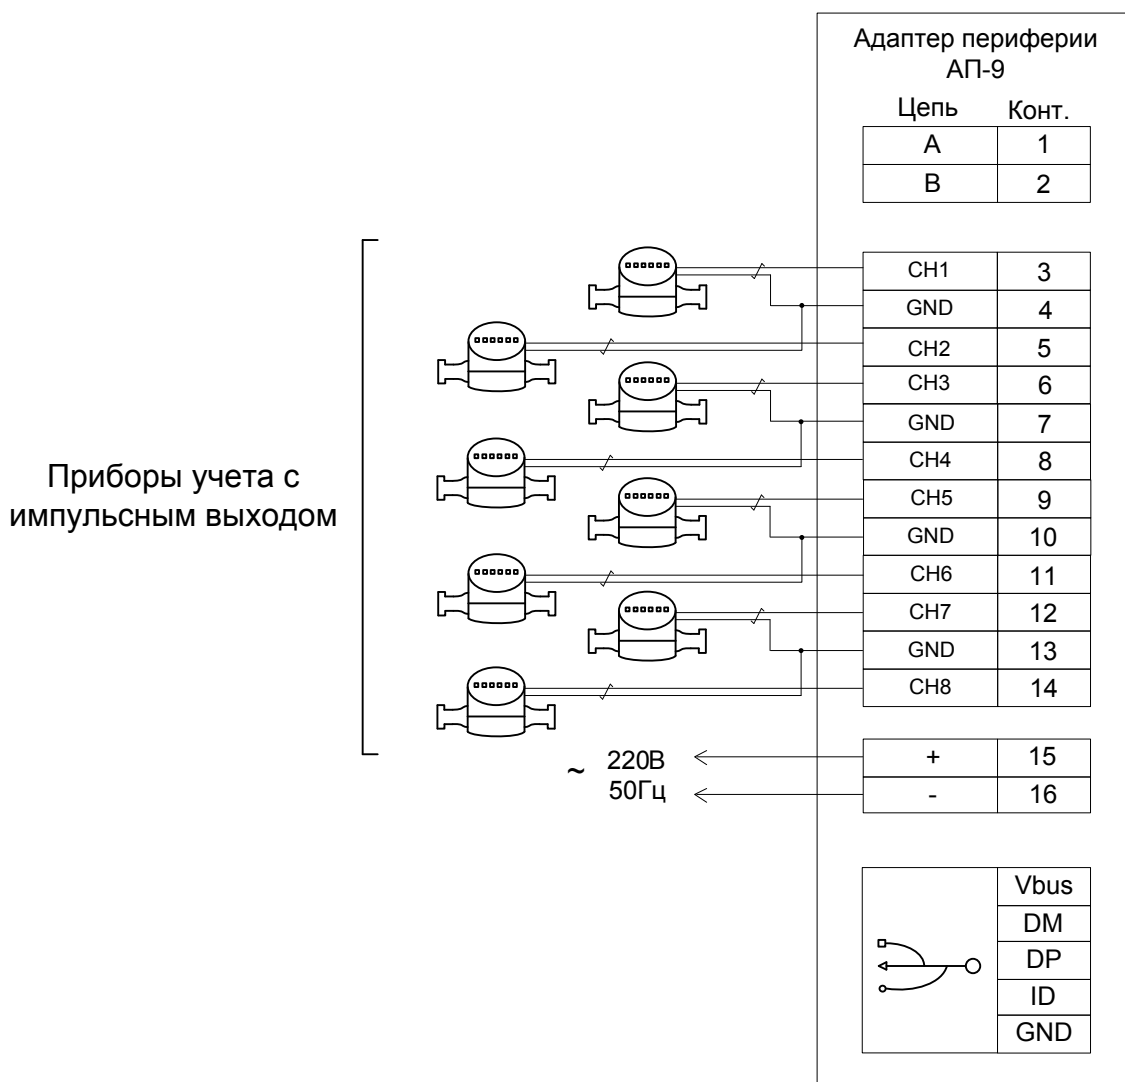 Адаптер периферии
АП-9
Цепь Конт.
A 1
B 2
CH1 3
GND 4
CH2 5
CH3 6
GND 7
CH4 8
CH5 9
GND 10
CH6 11
CH7 12
GND 13
CH8 14
Приборы учета с
импульсным выходом
~ 220В
50Гц
+ 15
- 16
Vbus
DM
DP
ID
GND